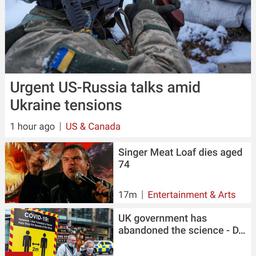 Urgent US-Russia talks amid
Ukraine tensions
1 hour ago | US & Canada
Singer Meat Loaf dies aged
74
17m | Entertainment & Arts
COVID-19:
2m
UK government has
abandoned the science - D...